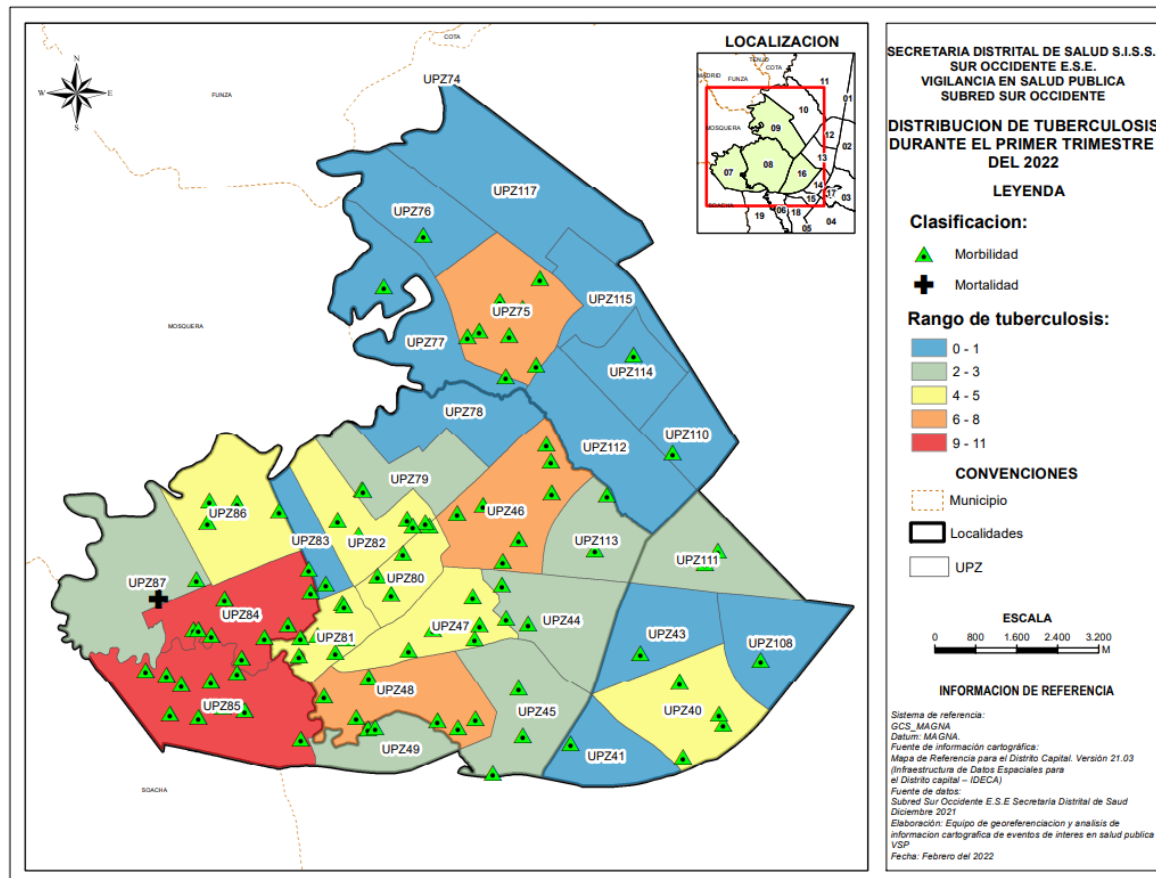 COTA
UPZ74
FUNZA
N
W
E
S
UPZ117
UPZ76
UPZ115
UPZ75
UPZ77
MOSQUERA
UPZ114
UPZ78
UPZ110
UPZ112
UPZ79
UPZ86
UPZ46
UPZ83
UPZ82
UPZ113
UPZ111
UPZ87
UPZ80
UPZ84
UPZ47
UPZ44
UPZ81
UPZ43
UPZ108
UPZ48
UPZ85
UPZ45
UPZ40
UPZ49
UPZ41
SOACHA
LOCALIZACION
TENJO
COTA
MADRID
FUNZA
11
01
10
MOSQUERA
09
12
02
13
07
08
16
14
17
SOACHA
15
03
06
19
18
04
05
SECRETARIA DISTRITAL DE SALUD S.I.S.S.
SUR OCCIDENTE E.S.E.
VIGILANCIA EN SALUD PUBLICA
SUBRED SUR OCCIDENTE
DISTRIBUCION DE TUBERCULOSIS
DURANTE EL PRIMER TRIMESTRE
DEL 2022
LEYENDA
Clasificacion:
Morbilidad
Mortalidad
Rango de tuberculosis:
0 - 1
2 - 3
4 - 5
6 - 8
9 - 11
CONVENCIONES
Municipio
Localidades
UPZ
ESCALA
0 800 1.600 2.400 3.200
M
INFORMACION DE REFERENCIA
Sistema de referencia:
GCS_MAGNA
Datum: MAGNA.
Fuente de información cartográfica:
Mapa de Referencia para el Distrito Capital. Versión 21.03
(Infraestructura de Datos Espaciales para
el Distrito capital – IDECA)
Fuente de datos:
Subred Sur Occidente E.S.E Secretaria Distrital de Saud
Diciembre 2021
Elaboración: Equipo de georeferenciacion y analisis de
informacion cartografica de eventos de interes en salud publica
VSP
Fecha: Febrero del 2022